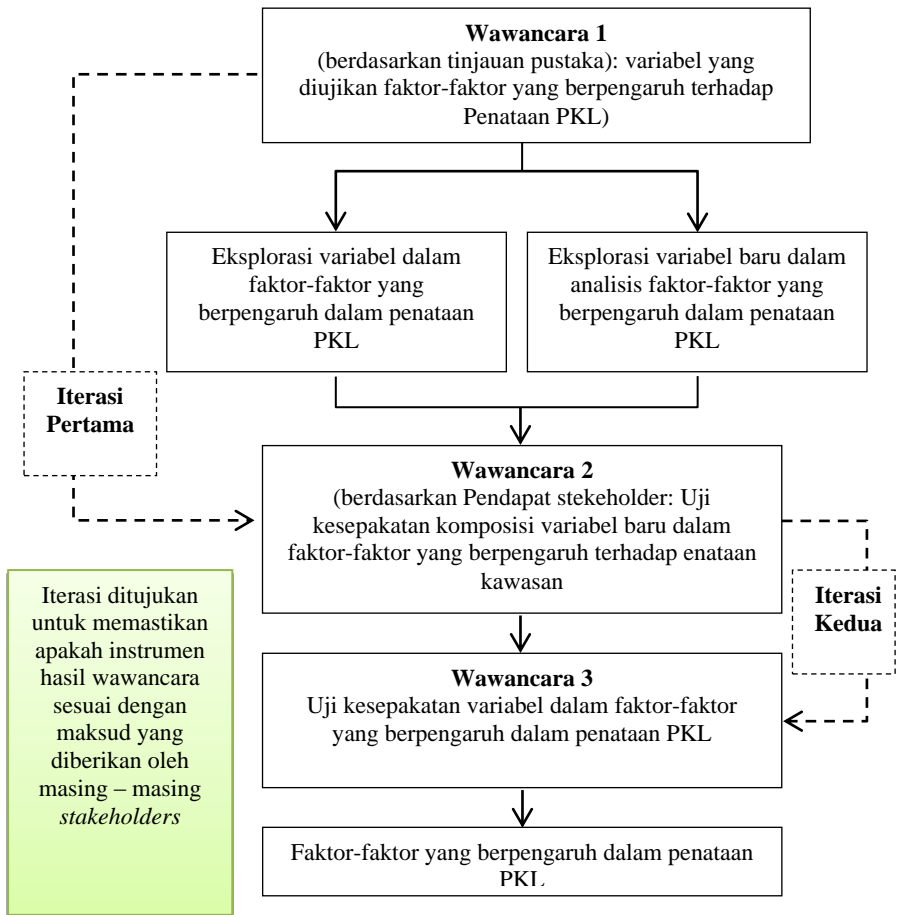 Wawancara 1
(berdasarkan tinjauan pustaka): variabel yang
diujikan faktor-faktor yang berpengaruh terhadap
Penataan PKL)
Eksplorasi variabel dalam
faktor-faktor yang
berpengaruh dalam penataan
PKL
Eksplorasi variabel baru dalam
analisis faktor-faktor yang
berpengaruh dalam penataan
PKL
Iterasi
Pertama
Wawancara 2
(berdasarkan Pendapat stekeholder: Uji
kesepakatan komposisi variabel baru dalam
faktor-faktor yang berpengaruh terhadap enataan
kawasan
Iterasi
Kedua
Iterasi ditujukan
untuk memastikan
apakah instrumen
hasil wawancara
sesuai dengan
maksud yang
diberikan oleh
masing – masing
stakeholders
Wawancara 3
Uji kesepakatan variabel dalam faktor-faktor
yang berpengaruh dalam penataan PKL
Faktor-faktor yang berpengaruh dalam penataan
PKL